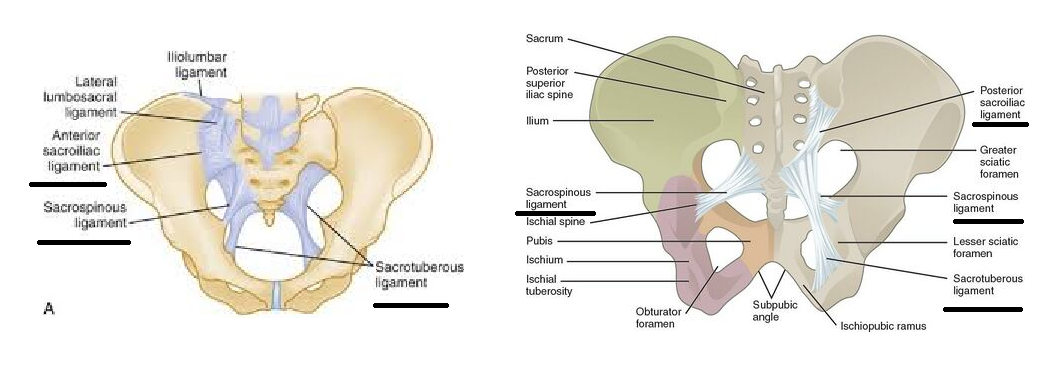 Iliolumbar
ligament
Lateral
lumbosacral
ligament
Anterior
sacroiliac
ligament
Sacrospinous
ligament
Sacrotuberous
ligament
A
Sacrum
Posterior
superior
iliac spine
Ilium
Sacrospinous
ligament
Ischial spine
Pubis
Ischium
Ischial
tuberosity
Obturator
foramen
Subpubic
angle
Ischiopubic ramus
Posterior
sacroiliac
ligament
Greater
sciatic
foramen
Sacrospinous
ligament
Lesser sciatic
foramen
Sacrotuberous
ligament